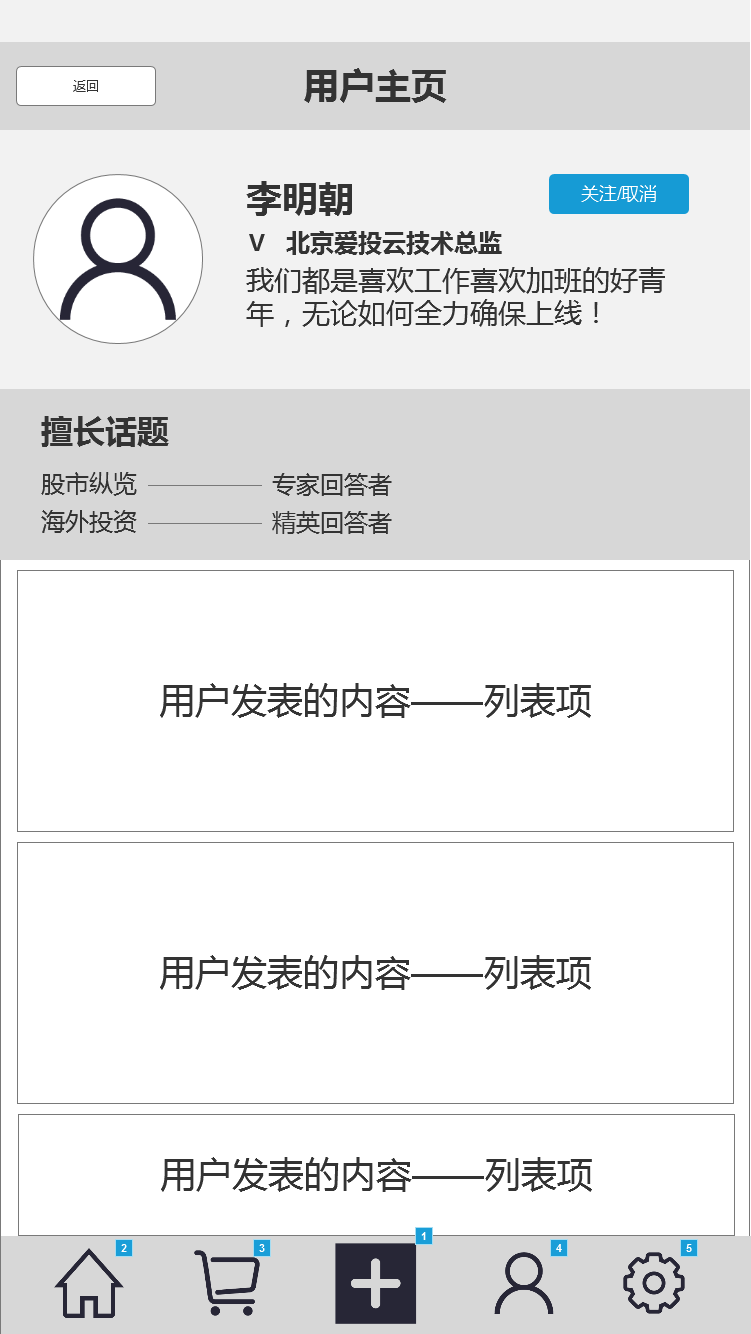 返回
用户主页
李明朝
关注/取消
V 北京爱投云技术总监
我们都是喜欢工作喜欢加班的好青
年，无论如何全力确保上线！
擅长话题
股市纵览 专家回答者
海外投资 精英回答者
用户发表的内容——列表项
用户发表的内容——列表项
用户发表的内容——列表项
2
3
1
4
5